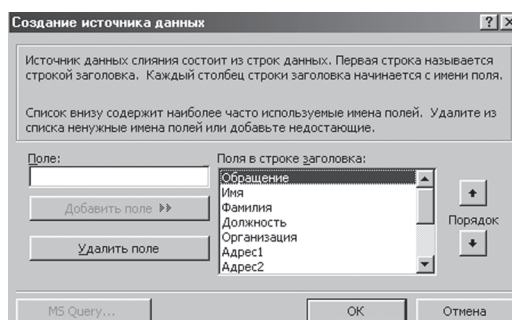 Создание источника данных
Источник данных слияния состоит из строк данных. Первая строка называется
строкой заголовка. Каждый столбец строки заголовка начинается с имени поля.
Список внизу содержит наиболее часто используемые имена полей. Удалите из
списка ненужные имена полей или добавьте недостающие.
Поле:
Поля в строке заголовка:
Обращение
Имя
Фамилия
Должность
Организация
Адрес1
Адрес2
Добавить поле
Удалить поле
Порядок
MS Query...
OK
Отмена